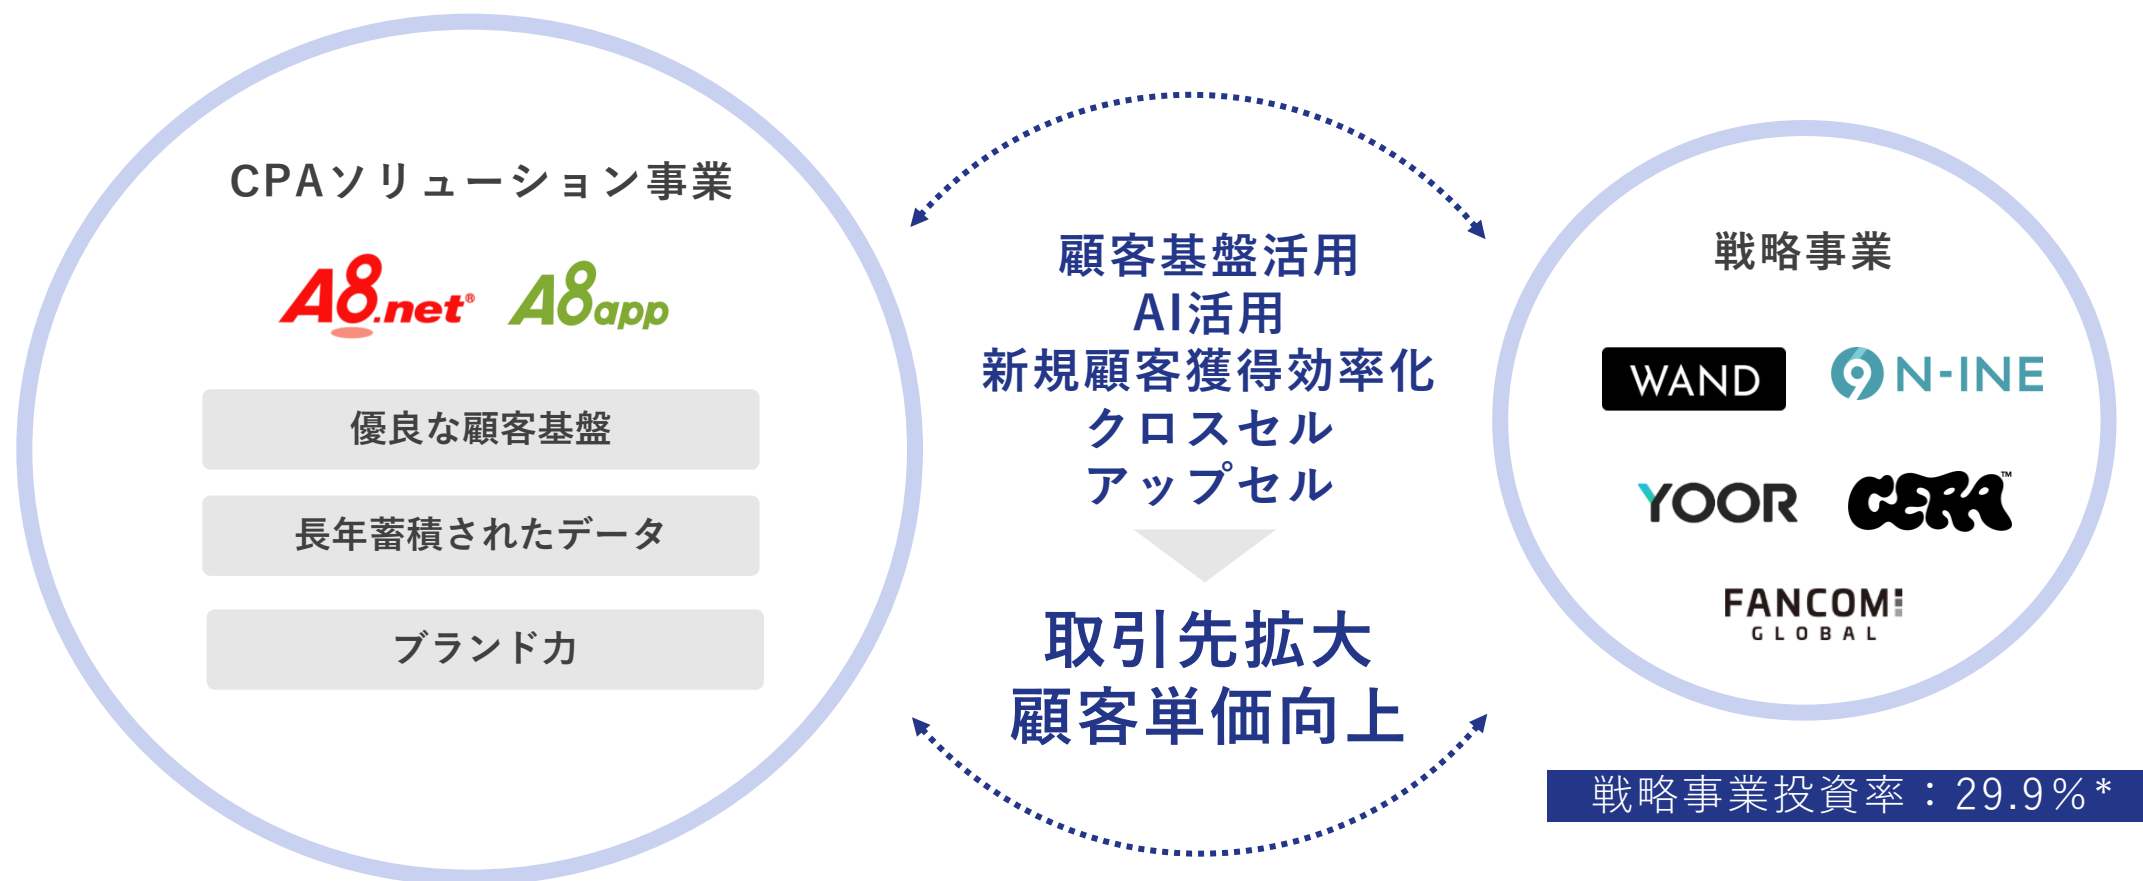 CPAソリューション事業
A8.net®
A8app
優良な顧客基盤
長年蓄積されたデータ
ブランド力
顧客基盤活用
AI活用
新規顧客獲得効率化
クロスセル
アップセル
取引先拡大
顧客単価向上
戦略事業
WAND
N-INE
YOOR
CERA™
FANCOMI
GLOBAL
戦略事業投資率：29.9％*